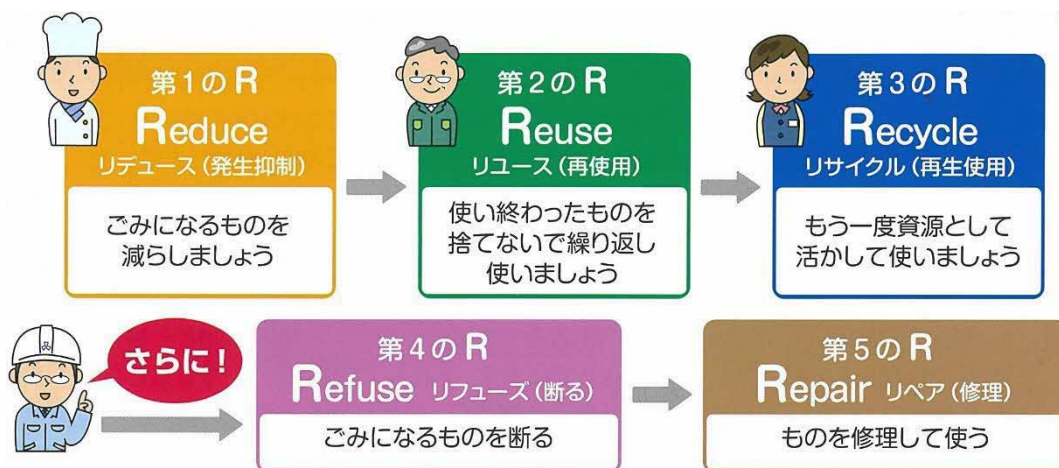 第1のR
Reduce
リデュース(発生抑制)
ごみになるものを
減らしましょう
第2のR
Reuse
リユース(再使用)
使い終わったものを
捨てないで繰り返し
使いましょう
第3のR
Recycle
リサイクル(再生使用)
もう一度資源として
活かして使いましょう
さらに!
第4のR
Refuse リフューズ(断る)
ごみになるものを断る
第5のR
Repair リペア(修理)
ものを修理して使う